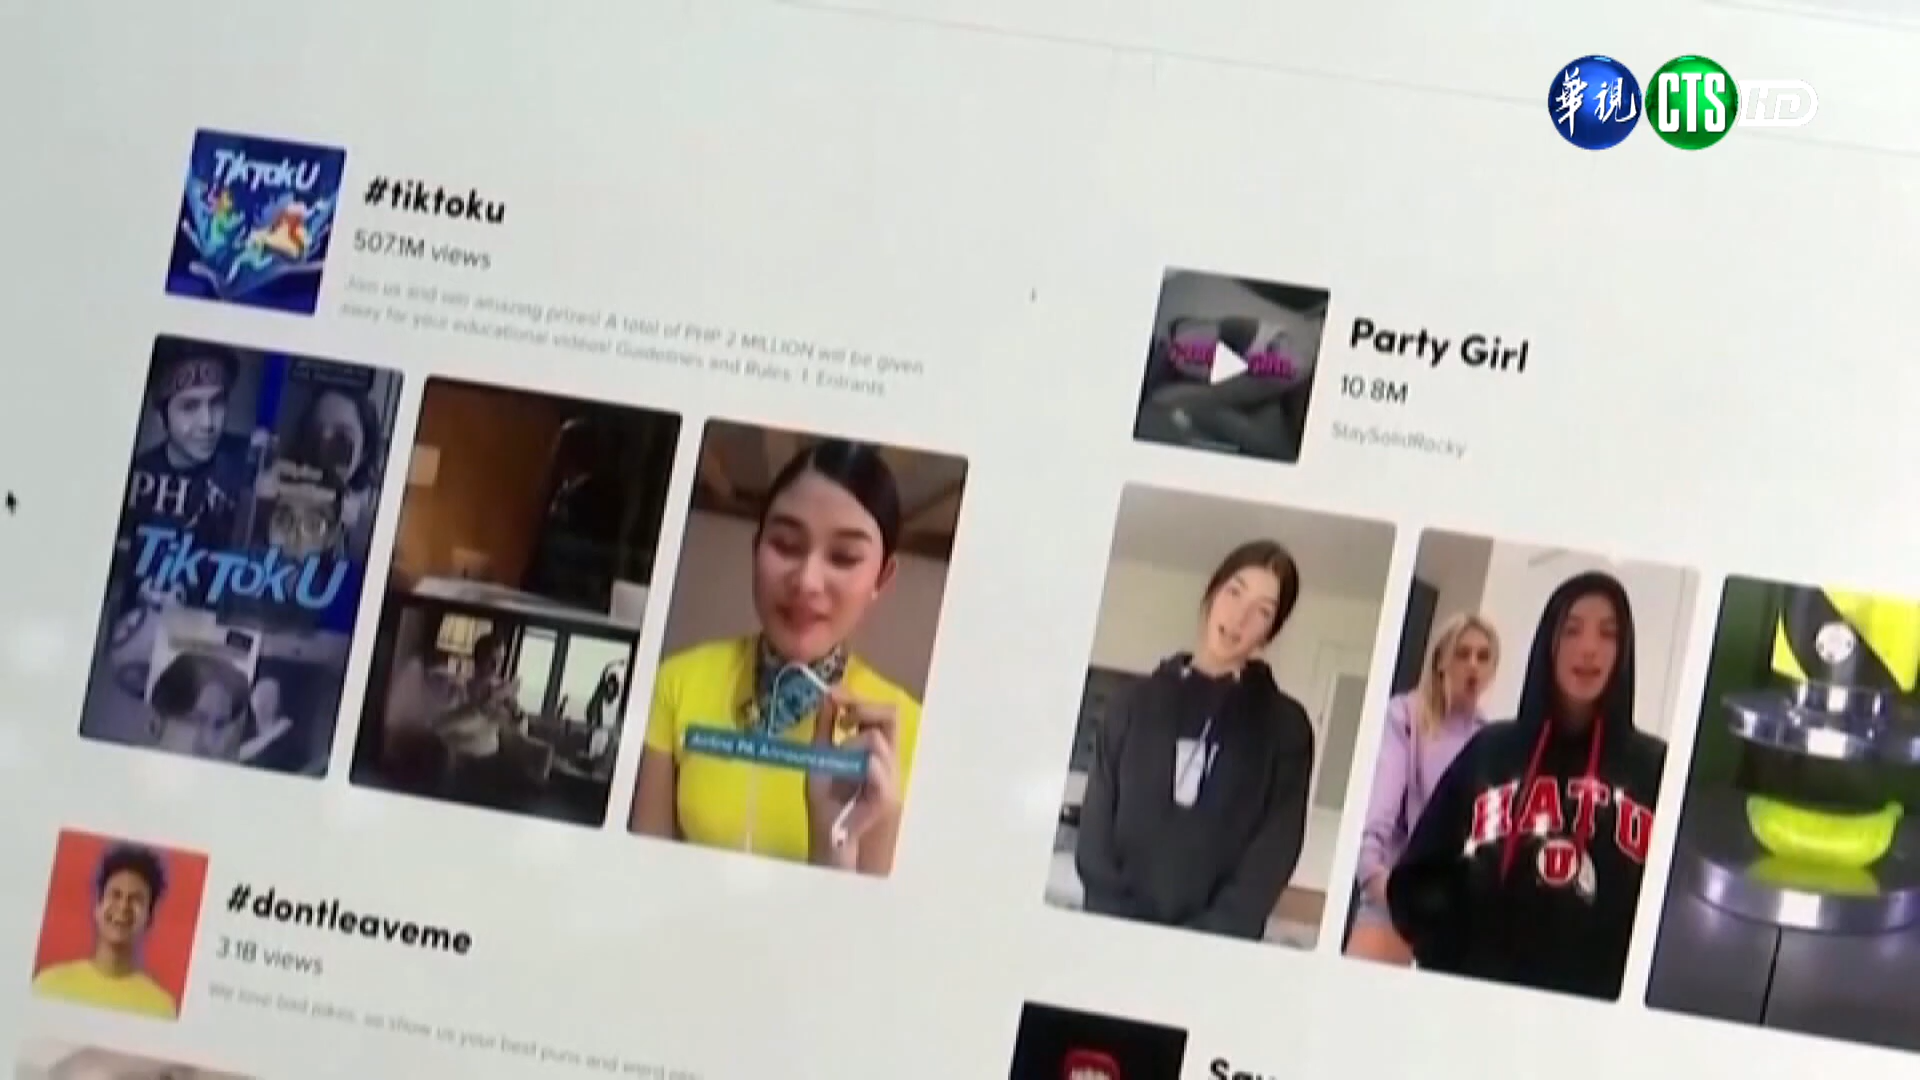 華視 CTS HD
TikTokU
#tiktoku
507.1M views
Join us and win amazing prizes! A total of PHP 2 MILLION will be given
away for your educational videos! Guidelines and Rules: 1. Entrants
PH
TikTokU
Airline PA Announcement
#dontleaveme
3.1B views
We love bad jokes, so show us your best puns and word
Party Girl
10.8M
StaySolidRocky
HATU
U